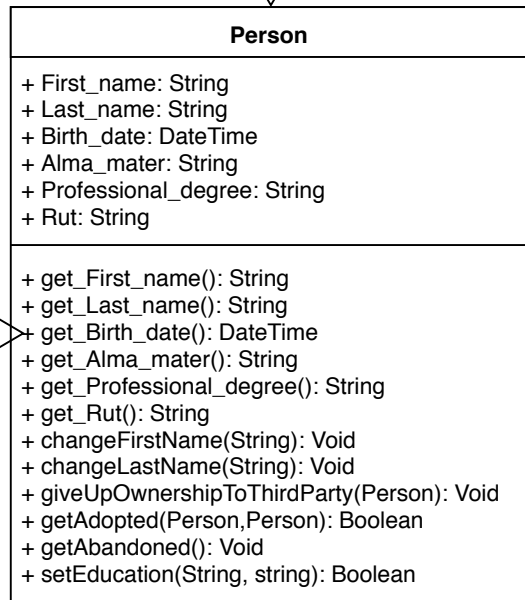 Person
+ First_name: String
+ Last_name: String
+ Birth_date: DateTime
+ Alma_mater: String
+ Professional_degree: String
+ Rut: String
+ get_First_name(): String
+ get_Last_name(): String
+ get_Birth_date(): DateTime
+ get_Alma_mater(): String
+ get_Professional_degree(): String
+ get_Rut(): String
+ changeFirstName(String): Void
+ changeLastName(String): Void
+ giveUpOwnershipToThirdParty(Person): Void
+ getAdopted(Person,Person): Boolean
+ getAbandoned(): Void
+ setEducation(String, string): Boolean